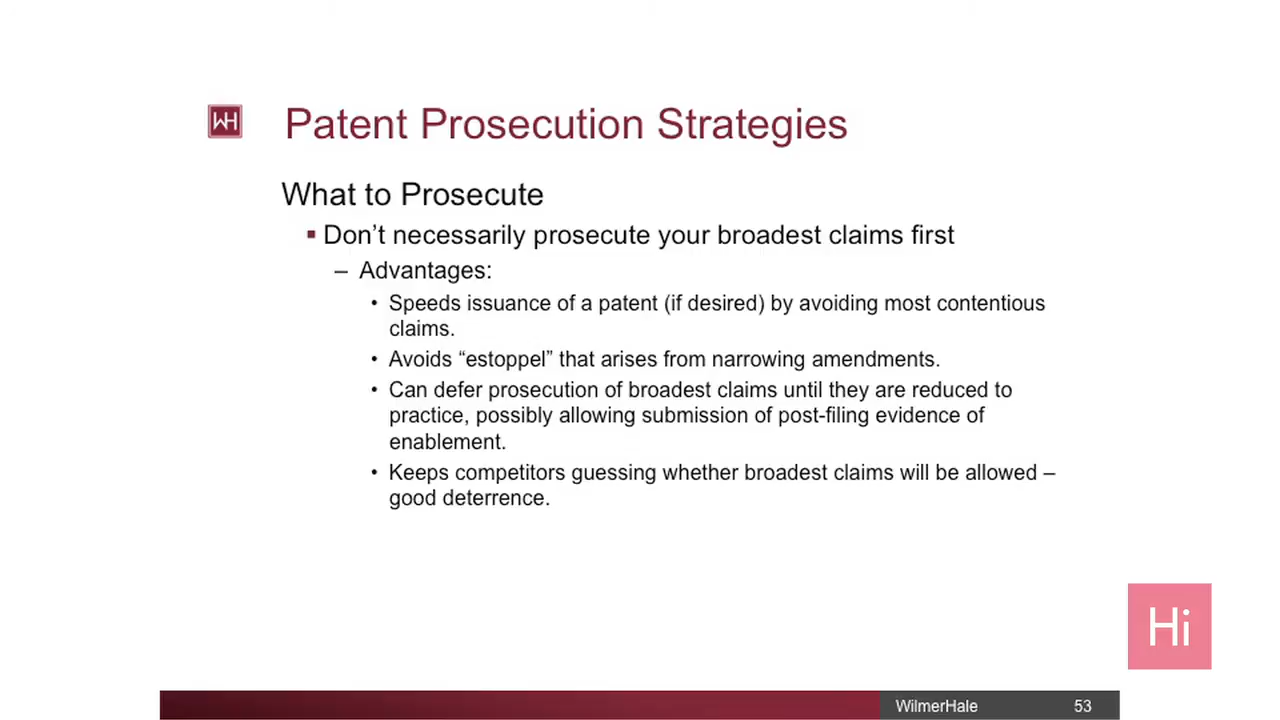 WH
Patent Prosecution Strategies
What to Prosecute
▪ Don’t necessarily prosecute your broadest claims first
– Advantages:
• Speeds issuance of a patent (if desired) by avoiding most contentious
claims.
• Avoids “estoppel” that arises from narrowing amendments.
• Can defer prosecution of broadest claims until they are reduced to
practice, possibly allowing submission of post-filing evidence of
enablement.
• Keeps competitors guessing whether broadest claims will be allowed –
good deterrence.
Hi
WilmerHale 53